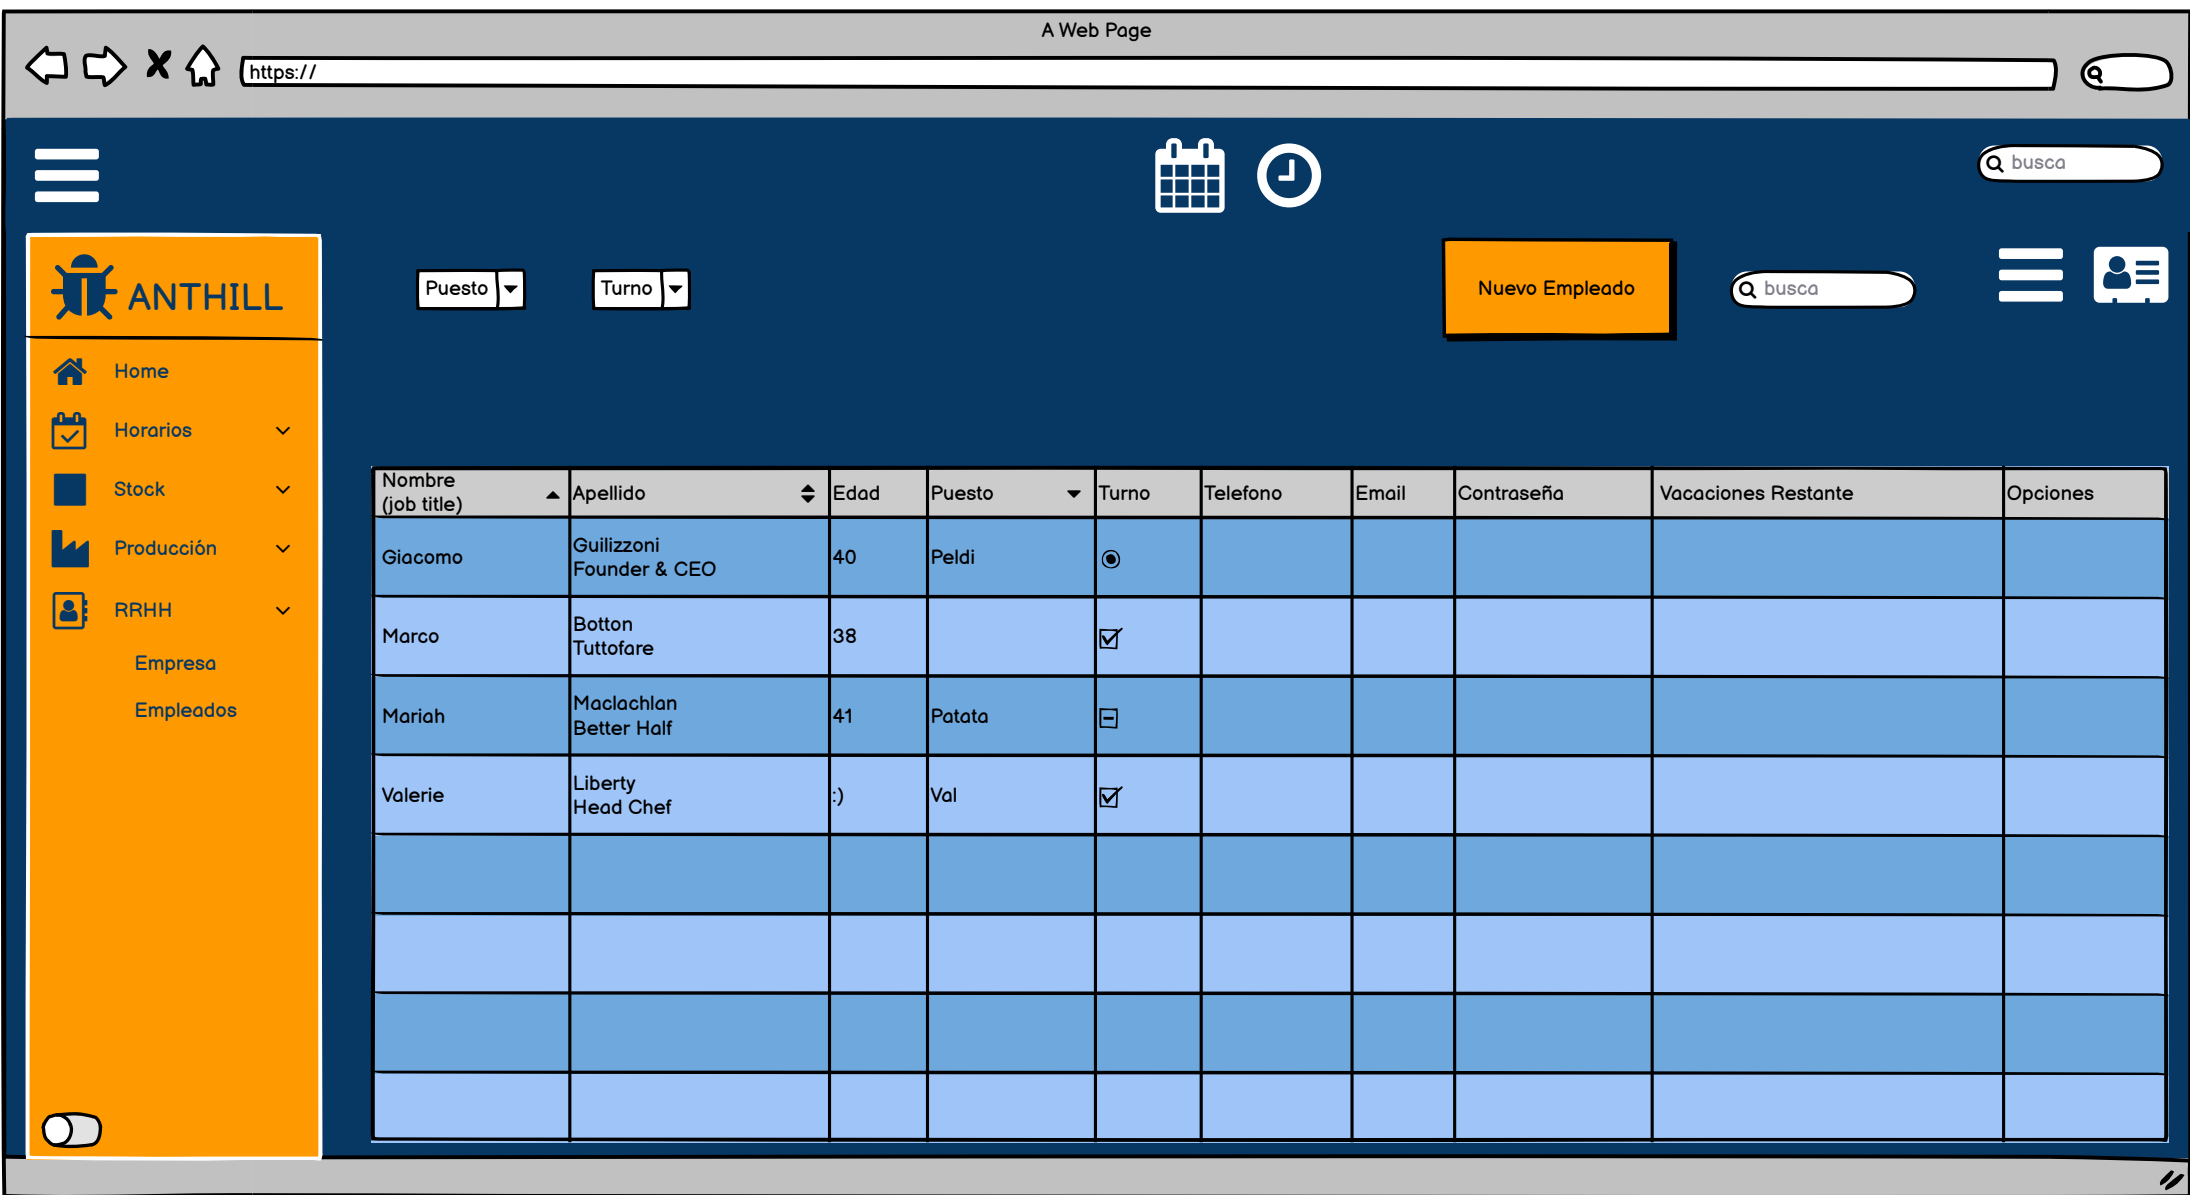 A Web Page
https://
busca
ANTHILL
Puesto
Turno
Nuevo Empleado
busca
Home
Horarios
Stock
Producción
RRHH
Empresa
Empleados
Nombre
(job title)
Apellido
Edad
Puesto
Turno
Telefono
Email
Contraseña
Vacaciones Restante
Opciones
Giacomo
Guilizzoni
Founder & CEO
40
Peldi
Marco
Botton
Tuttofare
38
Mariah
Maclachlan
Better Half
41
Patata
Valerie
Liberty
Head Chef
:)
Val